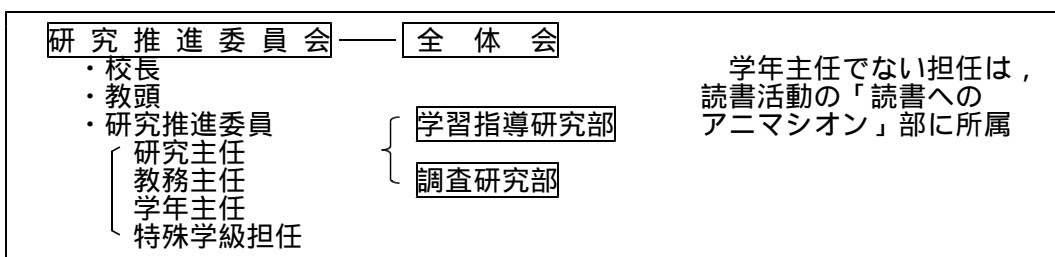 研究推進委員会 全体会
・校長
・教頭
・研究推進委員
研究主任
教務主任
学年主任
特殊学級担任
学習指導研究部
調査研究部
学年主任でない担任は，
読書活動の「読書への
アニマシオン」部に所属